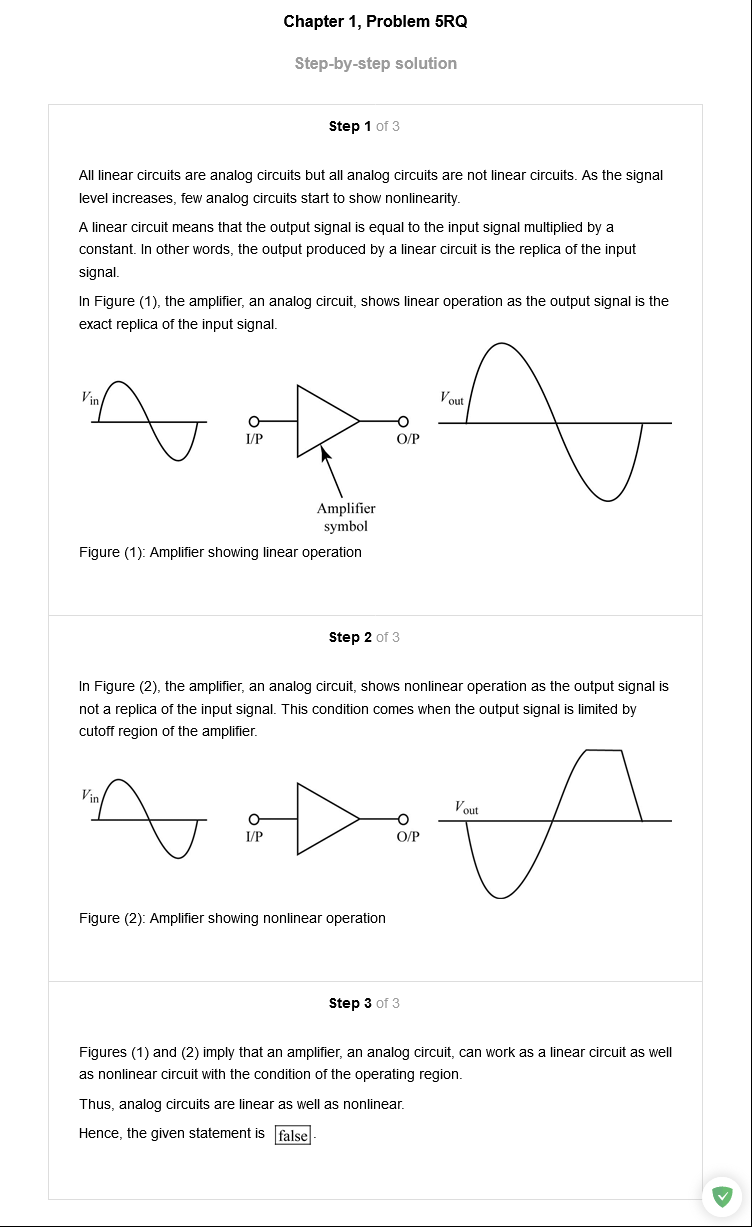 Chapter 1, Problem 5RQ
Step-by-step solution
Step 1 of 3
All linear circuits are analog circuits but all analog circuits are not linear circuits. As the signal
level increases, few analog circuits start to show nonlinearity.
A linear circuit means that the output signal is equal to the input signal multiplied by a
constant. In other words, the output produced by a linear circuit is the replica of the input
signal.
In Figure (1), the amplifier, an analog circuit, shows linear operation as the output signal is the
exact replica of the input signal.
Vin
I/P
O/P
Vout
Amplifier
symbol
Figure (1): Amplifier showing linear operation
Step 2 of 3
In Figure (2), the amplifier, an analog circuit, shows nonlinear operation as the output signal is
not a replica of the input signal. This condition comes when the output signal is limited by
cutoff region of the amplifier.
Vin
I/P
O/P
Vout
Figure (2): Amplifier showing nonlinear operation
Step 3 of 3
Figures (1) and (2) imply that an amplifier, an analog circuit, can work as a linear circuit as well
as nonlinear circuit with the condition of the operating region.
Thus, analog circuits are linear as well as nonlinear.
Hence, the given statement is false.